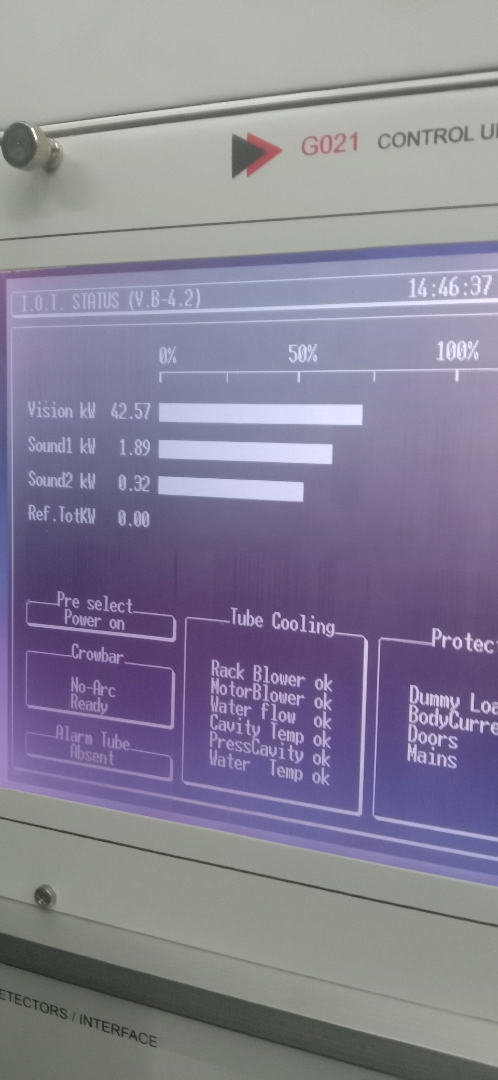 G021 CONTROL
I.O.T. STATUS (V.B-4.2) 14:46:37
0% 50% 100%
Vision kW 42.57
Sound1 kW 1.89
Sound2 kW 0.32
Ref.TotKW 0.00
Pre select
Power on
Crowbar
No-Arc
Ready
Alarm Tube
Absent
Tube Cooling
Rack Blower ok
MotorBlower ok
Water flow ok
Cavity Temp ok
PressCavity ok
Water Temp ok
Protec
Dummy Loa
BodyCurre
Doors
Mains
ETECTORS / INTERFACE